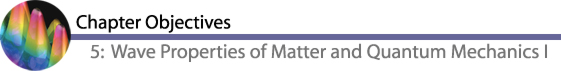 Chapter Objectives
5: Wave Properties of Matter and Quantum Mechanics I